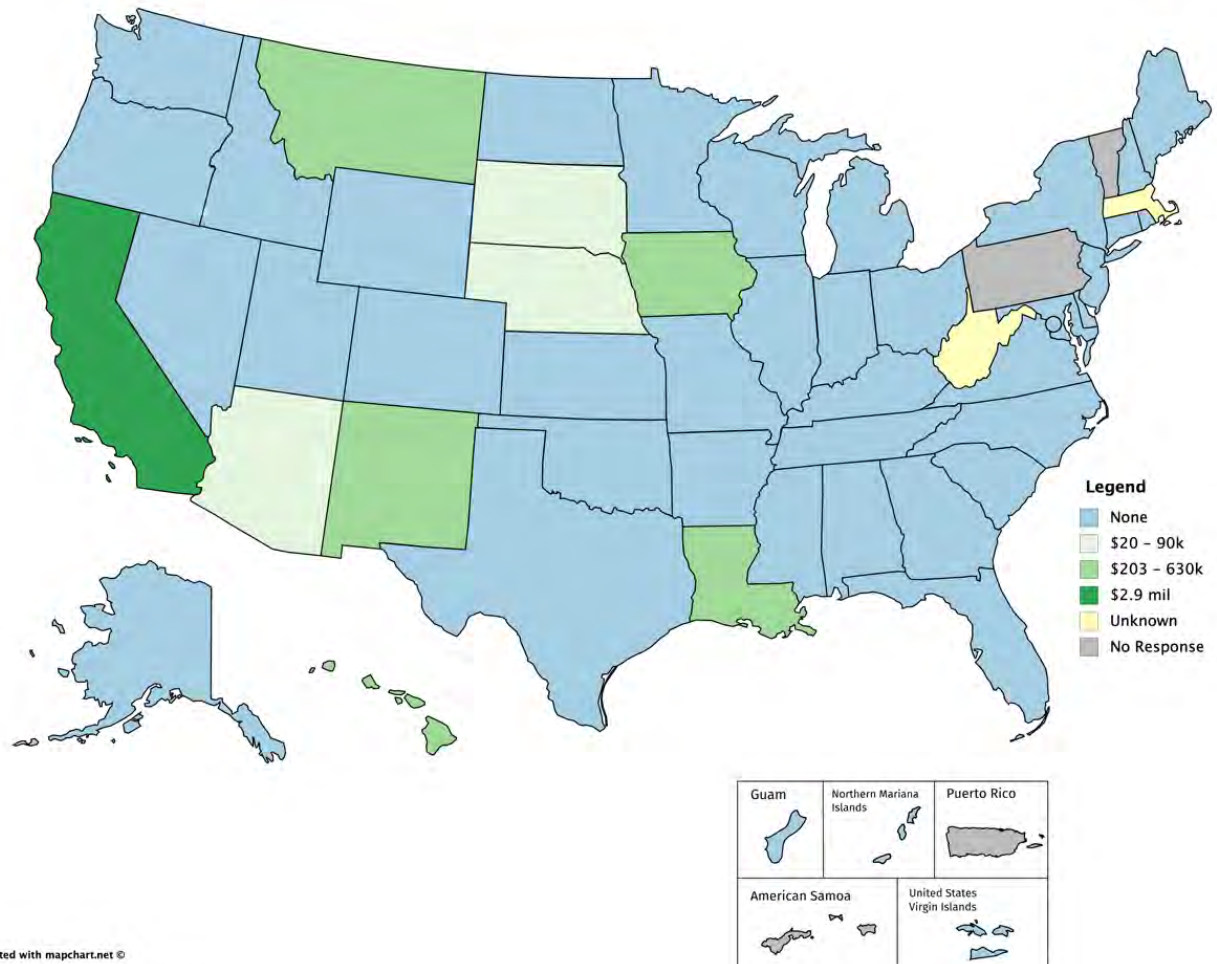 Legend
None
$20 – 90k
$203 – 630k
$2.9 mil
Unknown
No Response
Guam
Northern Mariana
Islands
Puerto Rico
American Samoa
United States
Virgin Islands
with mapchart.net ©